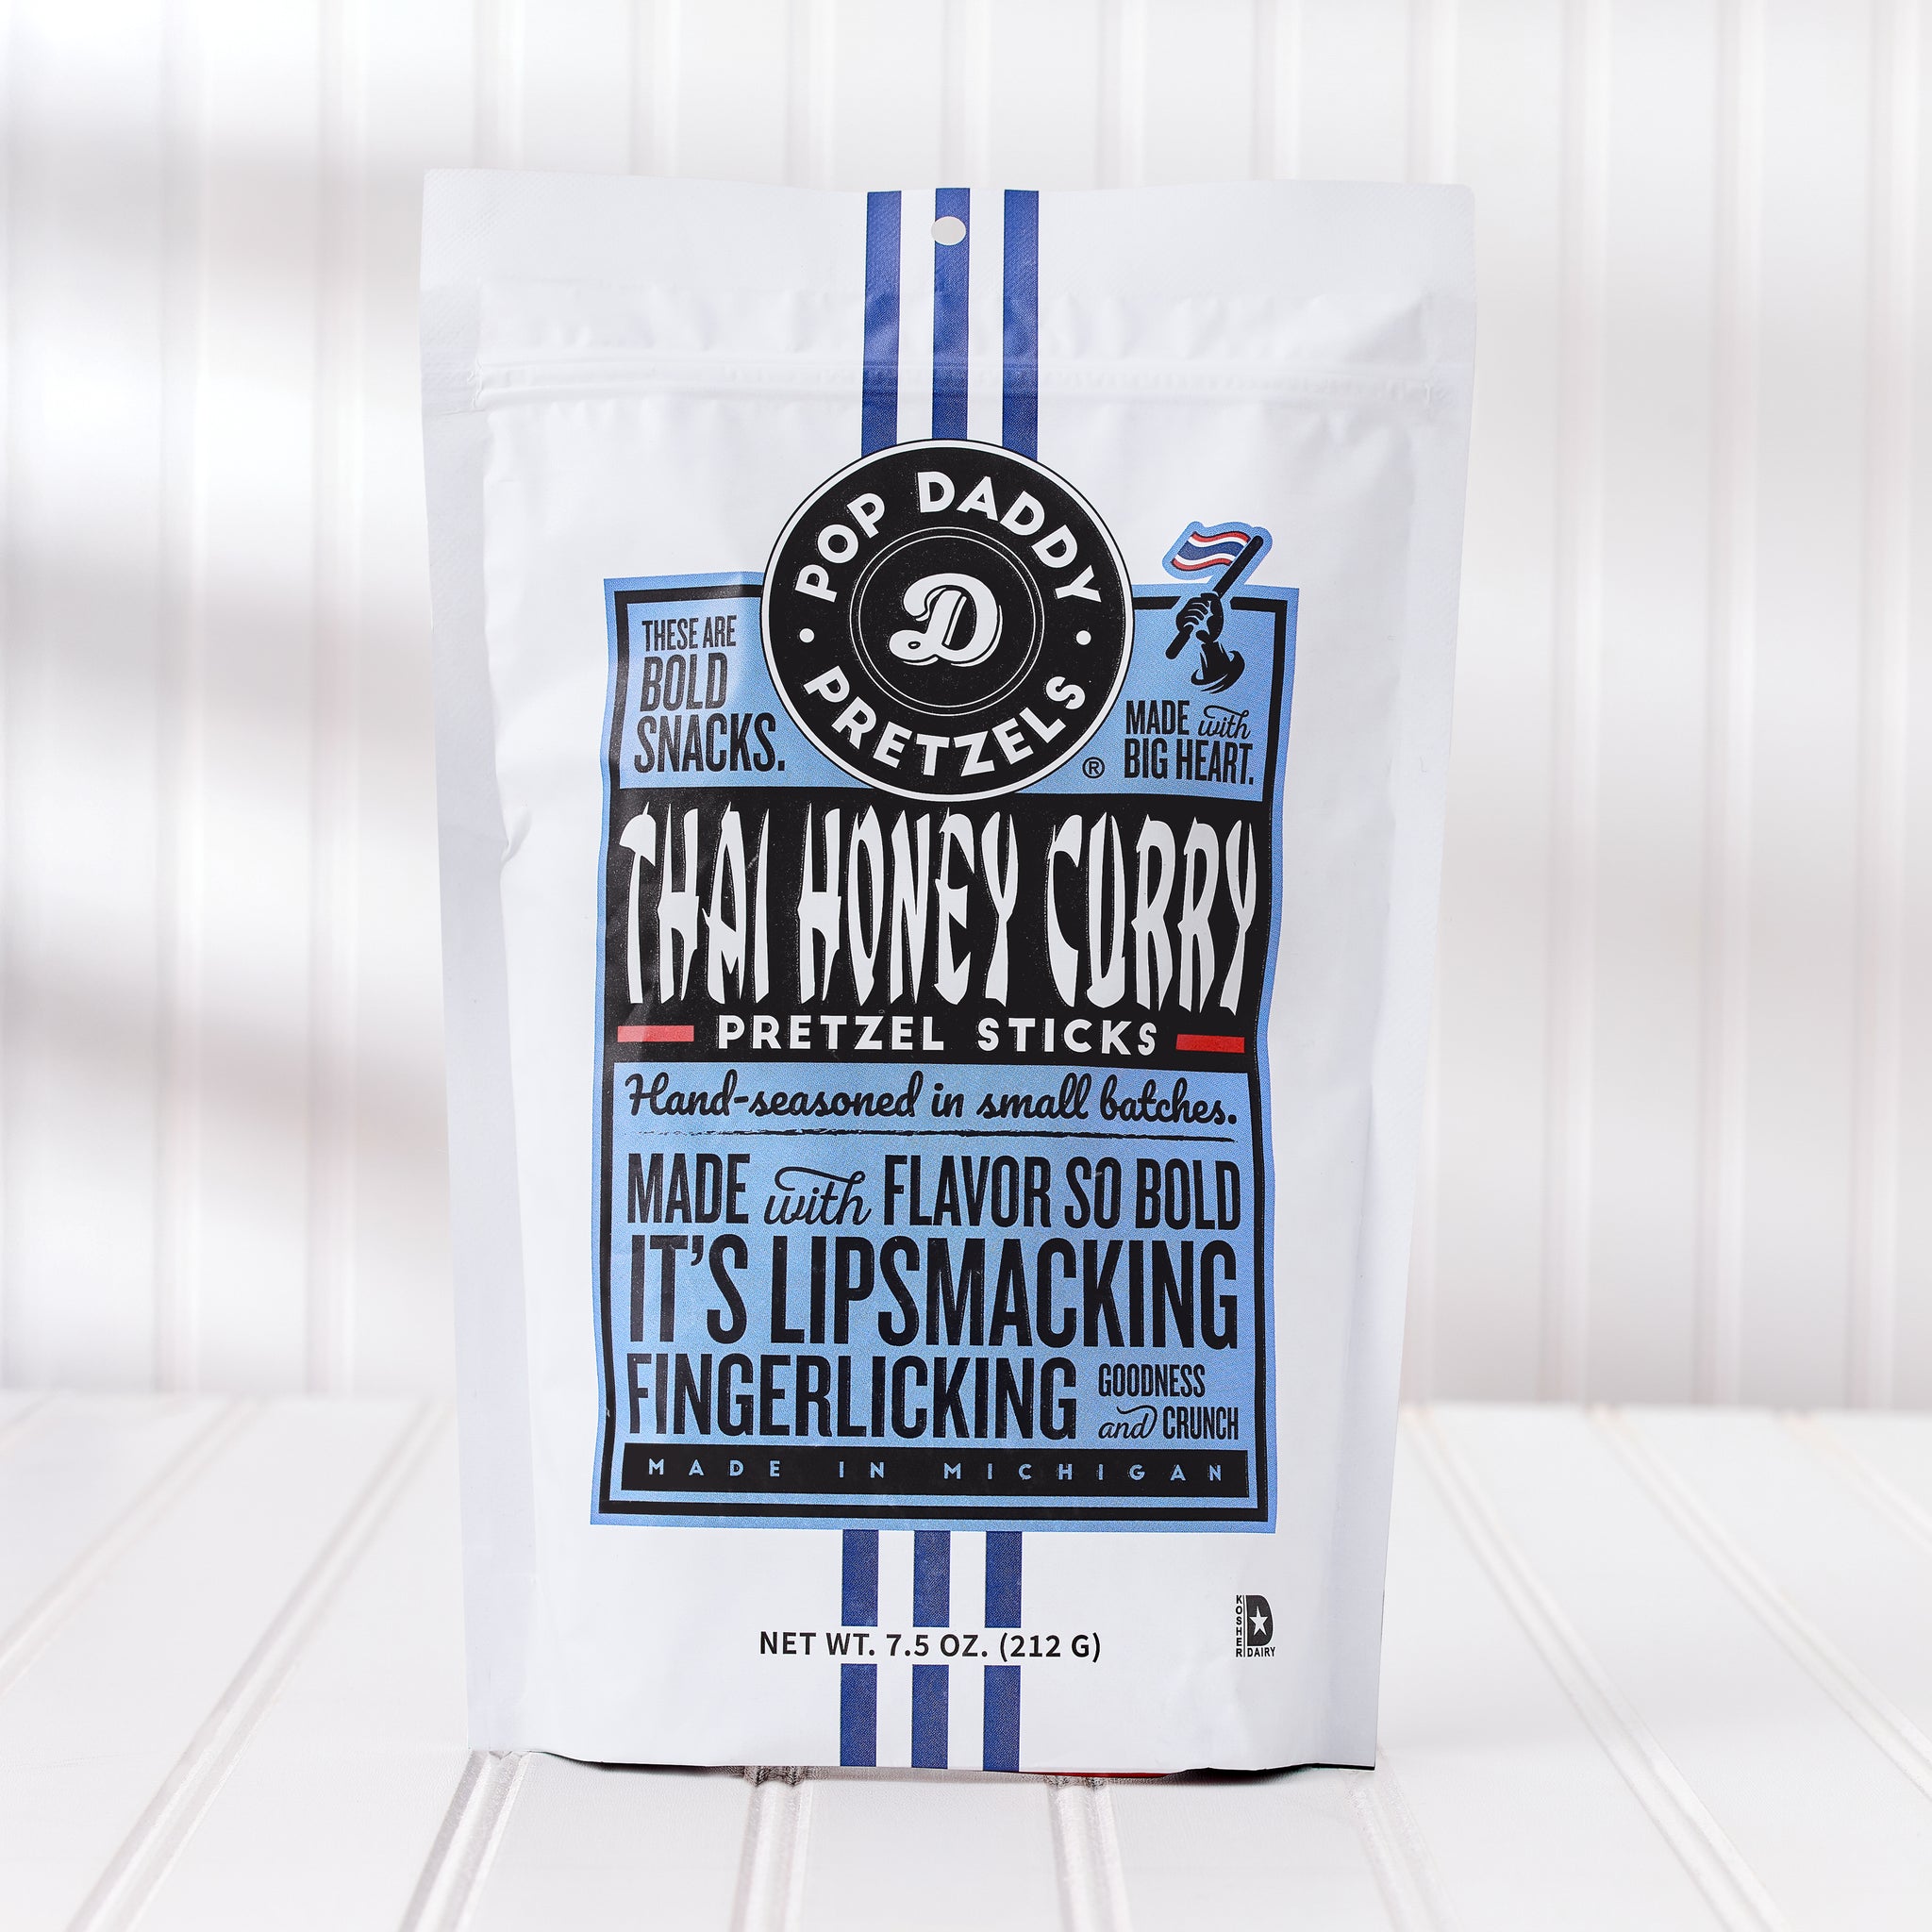 POP DADDY
D
PRETZELS
®
THESE ARE
BOLD
SNACKS.
MADE with
BIG HEART.
THAI HONEY CURRY
PRETZEL STICKS
Hand-seasoned in small batches.
MADE with FLAVOR SO BOLD
IT'S LIPSMACKING
FINGERLICKING GOODNESS
and CRUNCH
MADE IN MICHIGAN
NET WT. 7.5 OZ. (212 G)
KOSHER
D
DAIRY